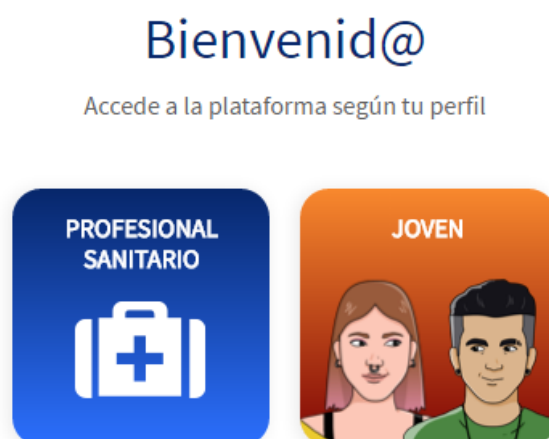 Bienvenid@
Accede a la plataforma según tu perfil
PROFESIONAL
SANITARIO
JOVEN